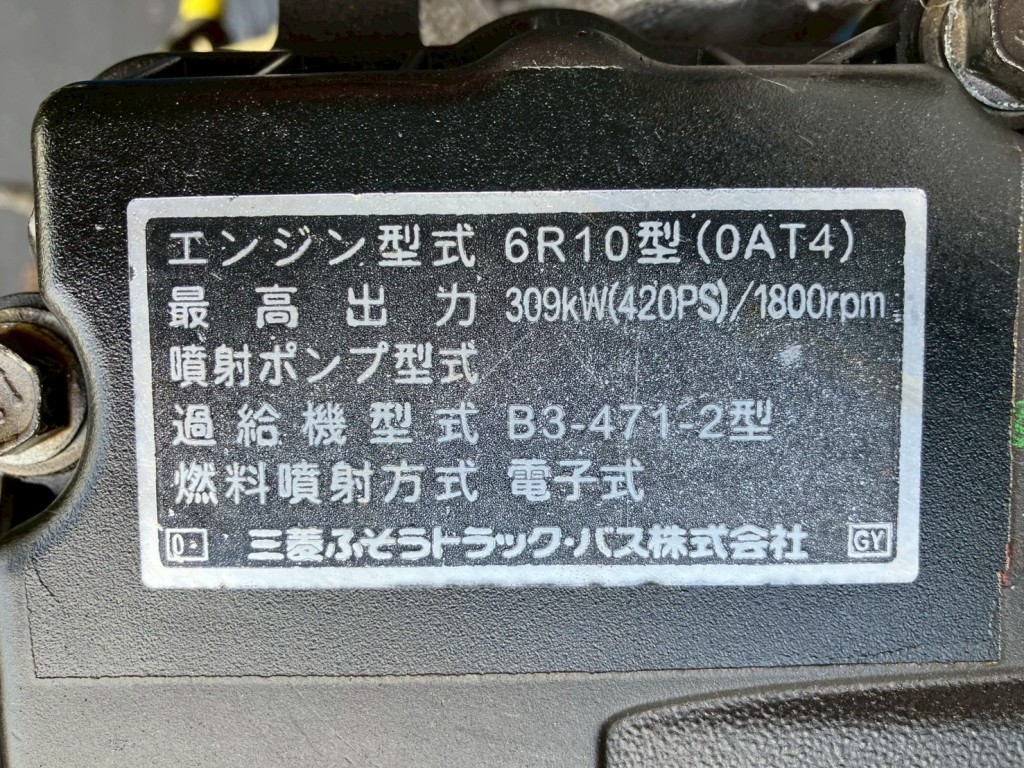 エンジン型式 6R10型(0AT4)
最高出力 309kW(420PS)/1800rpm
噴射ポンプ型式
過給機型式 B3-471-2型
燃料噴射方式 電子式
0・ 三菱ふそうトラック・バス株式会社 GY